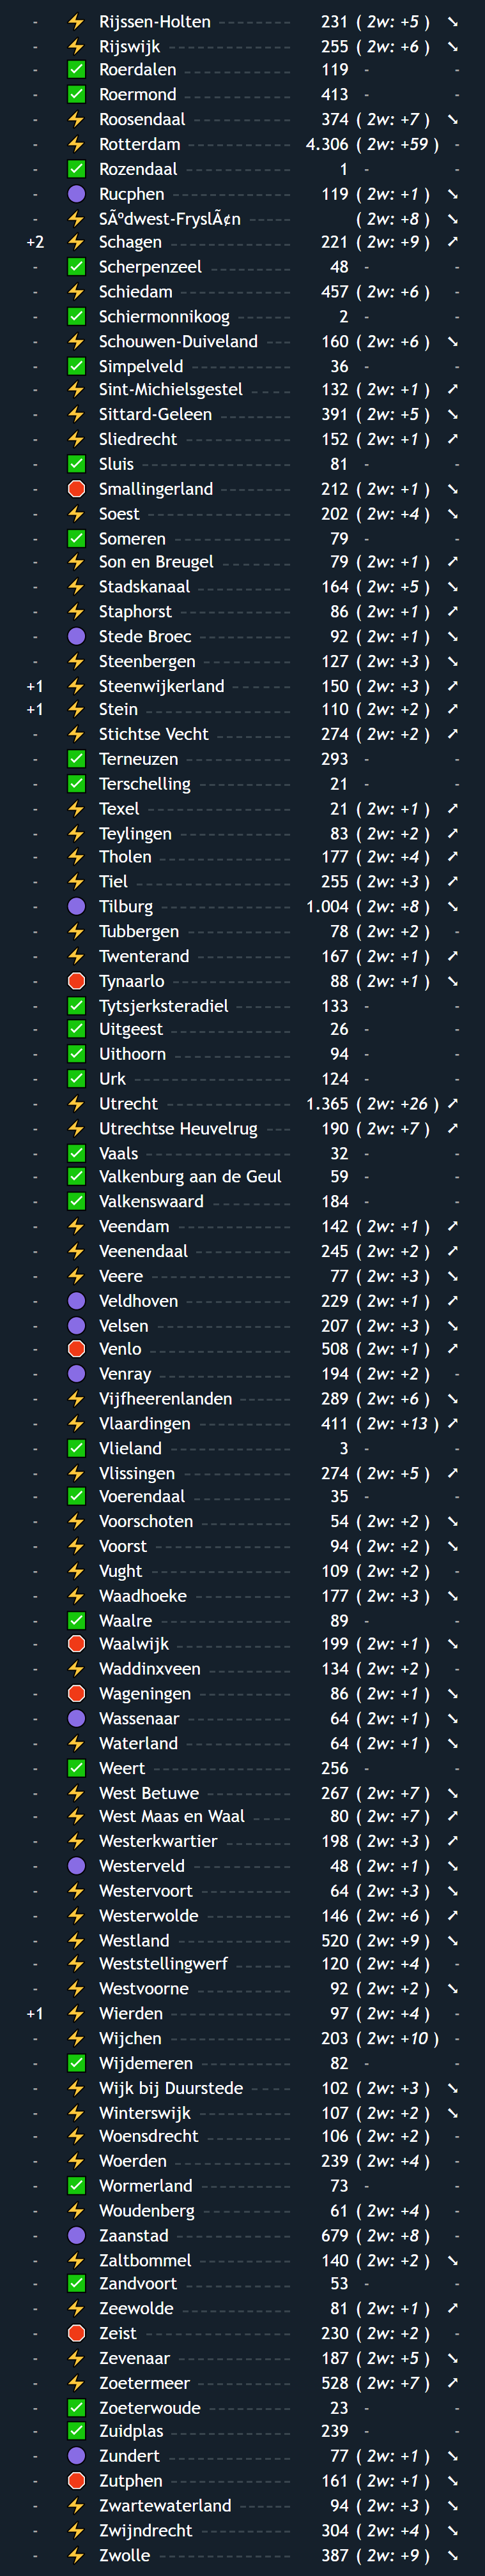 - ⚡ Rijssen-Holten 231 ( 2w: +5 ) ➘
- ⚡ Rijswijk 255 ( 2w: +6 ) ➘
- ✅ Roerdalen 119 - -
- ✅ Roermond 413 - -
- ⚡ Roosendaal 374 ( 2w: +7 ) ➘
- ⚡ Rotterdam 4.306 ( 2w: +59 ) -
- ✅ Rozendaal 1 - -
- 🟣 Rucphen 119 ( 2w: +1 ) ➘
- ⚡ SÃºdwest-FryslÃ¢n ( 2w: +8 ) ➘
+2 ⚡ Schagen 221 ( 2w: +9 ) ➚
- ✅ Scherpenzeel 48 - -
- ⚡ Schiedam 457 ( 2w: +6 ) -
- ✅ Schiermonnikoog 2 - -
- ⚡ Schouwen-Duiveland 160 ( 2w: +6 ) ➘
- ✅ Simpelveld 36 - -
- ⚡ Sint-Michielsgestel 132 ( 2w: +1 ) ➚
- ⚡ Sittard-Geleen 391 ( 2w: +5 ) ➘
- ⚡ Sliedrecht 152 ( 2w: +1 ) ➚
- ✅ Sluis 81 - -
- 🛑 Smallingerland 212 ( 2w: +1 ) ➘
- ⚡ Soest 202 ( 2w: +4 ) ➘
- ✅ Someren 79 - -
- ⚡ Son en Breugel 79 ( 2w: +1 ) ➚
- ⚡ Stadskanaal 164 ( 2w: +5 ) ➘
- ⚡ Staphorst 86 ( 2w: +1 ) ➚
- 🟣 Stede Broec 92 ( 2w: +1 ) ➘
- ⚡ Steenbergen 127 ( 2w: +3 ) ➘
+1 ⚡ Steenwijkerland 150 ( 2w: +3 ) ➚
+1 ⚡ Stein 110 ( 2w: +2 ) ➚
- ⚡ Stichtse Vecht 274 ( 2w: +2 ) ➚
- ✅ Terneuzen 293 - -
- ✅ Terschelling 21 - -
- ⚡ Texel 21 ( 2w: +1 ) ➚
- ⚡ Teylingen 83 ( 2w: +2 ) ➚
- ⚡ Tholen 177 ( 2w: +4 ) ➚
- ⚡ Tiel 255 ( 2w: +3 ) ➚
- 🟣 Tilburg 1.004 ( 2w: +8 ) ➘
- ⚡ Tubbergen 78 ( 2w: +2 ) -
- ⚡ Twenterand 167 ( 2w: +1 ) ➚
- 🛑 Tynaarlo 88 ( 2w: +1 ) ➘
- ✅ Tytsjerksteradiel 133 - -
- ✅ Uitgeest 26 - -
- ✅ Uithoorn 94 - -
- ✅ Urk 124 - -
- ⚡ Utrecht 1.365 ( 2w: +26 ) ➚
- ⚡ Utrechtse Heuvelrug 190 ( 2w: +7 ) ➚
- ✅ Vaals 32 - -
- ✅ Valkenburg aan de Geul 59 - -
- ✅ Valkenswaard 184 - -
- ⚡ Veendam 142 ( 2w: +1 ) ➚
- ⚡ Veenendaal 245 ( 2w: +2 ) ➚
- ⚡ Veere 77 ( 2w: +3 ) ➘
- 🟣 Veldhoven 229 ( 2w: +1 ) ➚
- 🟣 Velsen 207 ( 2w: +3 ) ➘
- 🛑 Venlo 508 ( 2w: +1 ) ➚
- 🟣 Venray 194 ( 2w: +2 ) -
- ⚡ Vijfheerenlanden 289 ( 2w: +6 ) ➘
- ⚡ Vlaardingen 411 ( 2w: +13 ) ➚
- ✅ Vlieland 3 - -
- ⚡ Vlissingen 274 ( 2w: +5 ) ➚
- ✅ Voerendaal 35 - -
- ⚡ Voorschoten 54 ( 2w: +2 ) ➘
- ⚡ Voorst 94 ( 2w: +2 ) ➘
- ⚡ Vught 109 ( 2w: +2 ) -
- ⚡ Waadhoeke 177 ( 2w: +3 ) ➘
- ✅ Waalre 89 - -
- 🛑 Waalwijk 199 ( 2w: +1 ) ➘
- ⚡ Waddinxveen 134 ( 2w: +2 ) -
- 🛑 Wageningen 86 ( 2w: +1 ) ➘
- 🟣 Wassenaar 64 ( 2w: +1 ) ➘
- ⚡ Waterland 64 ( 2w: +1 ) ➘
- ✅ Weert 256 - -
- ⚡ West Betuwe 267 ( 2w: +7 ) ➘
- ⚡ West Maas en Waal 80 ( 2w: +7 ) ➚
- ⚡ Westerkwartier 198 ( 2w: +3 ) ➚
- 🟣 Westerveld 48 ( 2w: +1 ) ➘
- ⚡ Westervoort 64 ( 2w: +3 ) ➘
- ⚡ Westerwolde 146 ( 2w: +6 ) ➚
- ⚡ Westland 520 ( 2w: +9 ) ➘
- ⚡ Weststellingwerf 120 ( 2w: +4 ) -
- ⚡ Westvoorne 92 ( 2w: +2 ) ➘
+1 ⚡ Wierden 97 ( 2w: +4 ) -
- ⚡ Wijchen 203 ( 2w: +10 ) -
- ✅ Wijdemeren 82 - -
- ⚡ Wijk bij Duurstede 102 ( 2w: +3 ) ➘
- ⚡ Winterswijk 107 ( 2w: +2 ) ➘
- ⚡ Woensdrecht 106 ( 2w: +2 ) -
- ⚡ Woerden 239 ( 2w: +4 ) -
- ✅ Wormerland 73 - -
- ⚡ Woudenberg 61 ( 2w: +4 ) -
- 🟣 Zaanstad 679 ( 2w: +8 ) -
- ⚡ Zaltbommel 140 ( 2w: +2 ) ➘
- ✅ Zandvoort 53 - -
- ⚡ Zeewolde 81 ( 2w: +1 ) ➚
- 🛑 Zeist 230 ( 2w: +2 ) -
- ⚡ Zevenaar 187 ( 2w: +5 ) ➘
- ⚡ Zoetermeer 528 ( 2w: +7 ) ➚
- ✅ Zoeterwoude 23 - -
- ✅ Zuidplas 239 - -
- 🟣 Zundert 77 ( 2w: +1 ) ➘
- 🛑 Zutphen 161 ( 2w: +1 ) ➘
- ⚡ Zwartewaterland 94 ( 2w: +3 ) ➘
- ⚡ Zwijndrecht 304 ( 2w: +4 ) ➘
- ⚡ Zwolle 387 ( 2w: +9 ) ➘